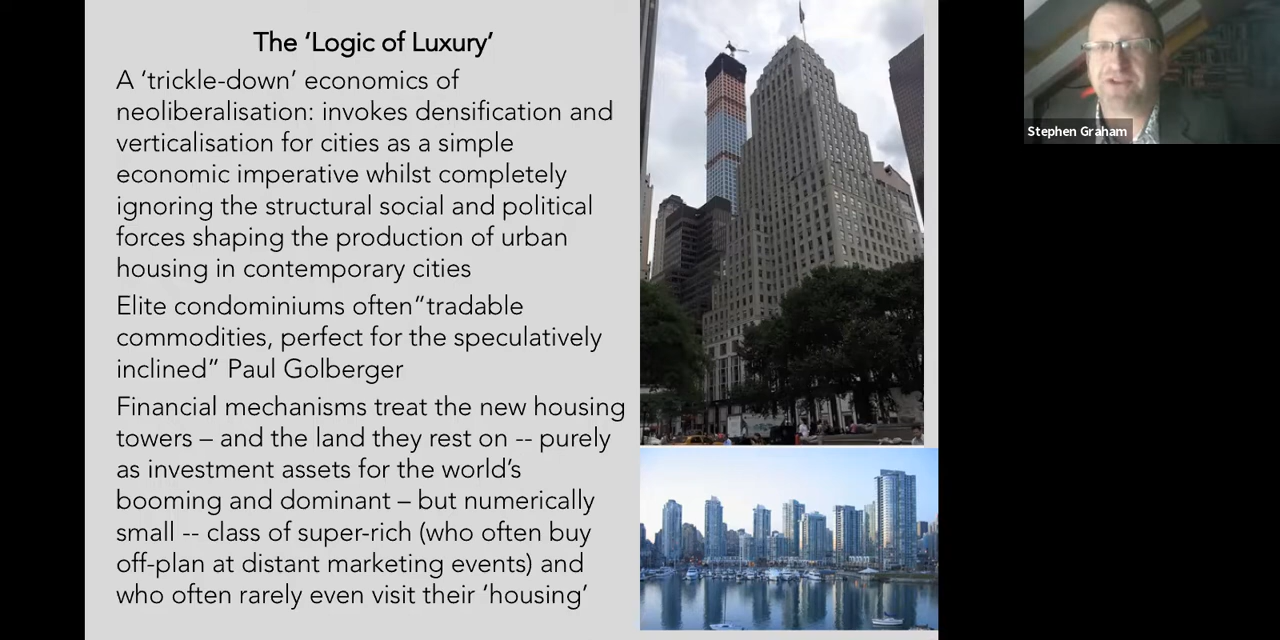 The ‘Logic of Luxury’
A ‘trickle-down’ economics of
neoliberalisation: invokes densification and
verticalisation for cities as a simple
economic imperative whilst completely
ignoring the structural social and political
forces shaping the production of urban
housing in contemporary cities
Elite condominiums often“tradable
commodities, perfect for the speculatively
inclined” Paul Golberger
Financial mechanisms treat the new housing
towers – and the land they rest on -- purely
as investment assets for the world’s
booming and dominant – but numerically
small -- class of super-rich (who often buy
off-plan at distant marketing events) and
who often rarely even visit their ‘housing’
Stephen Graham